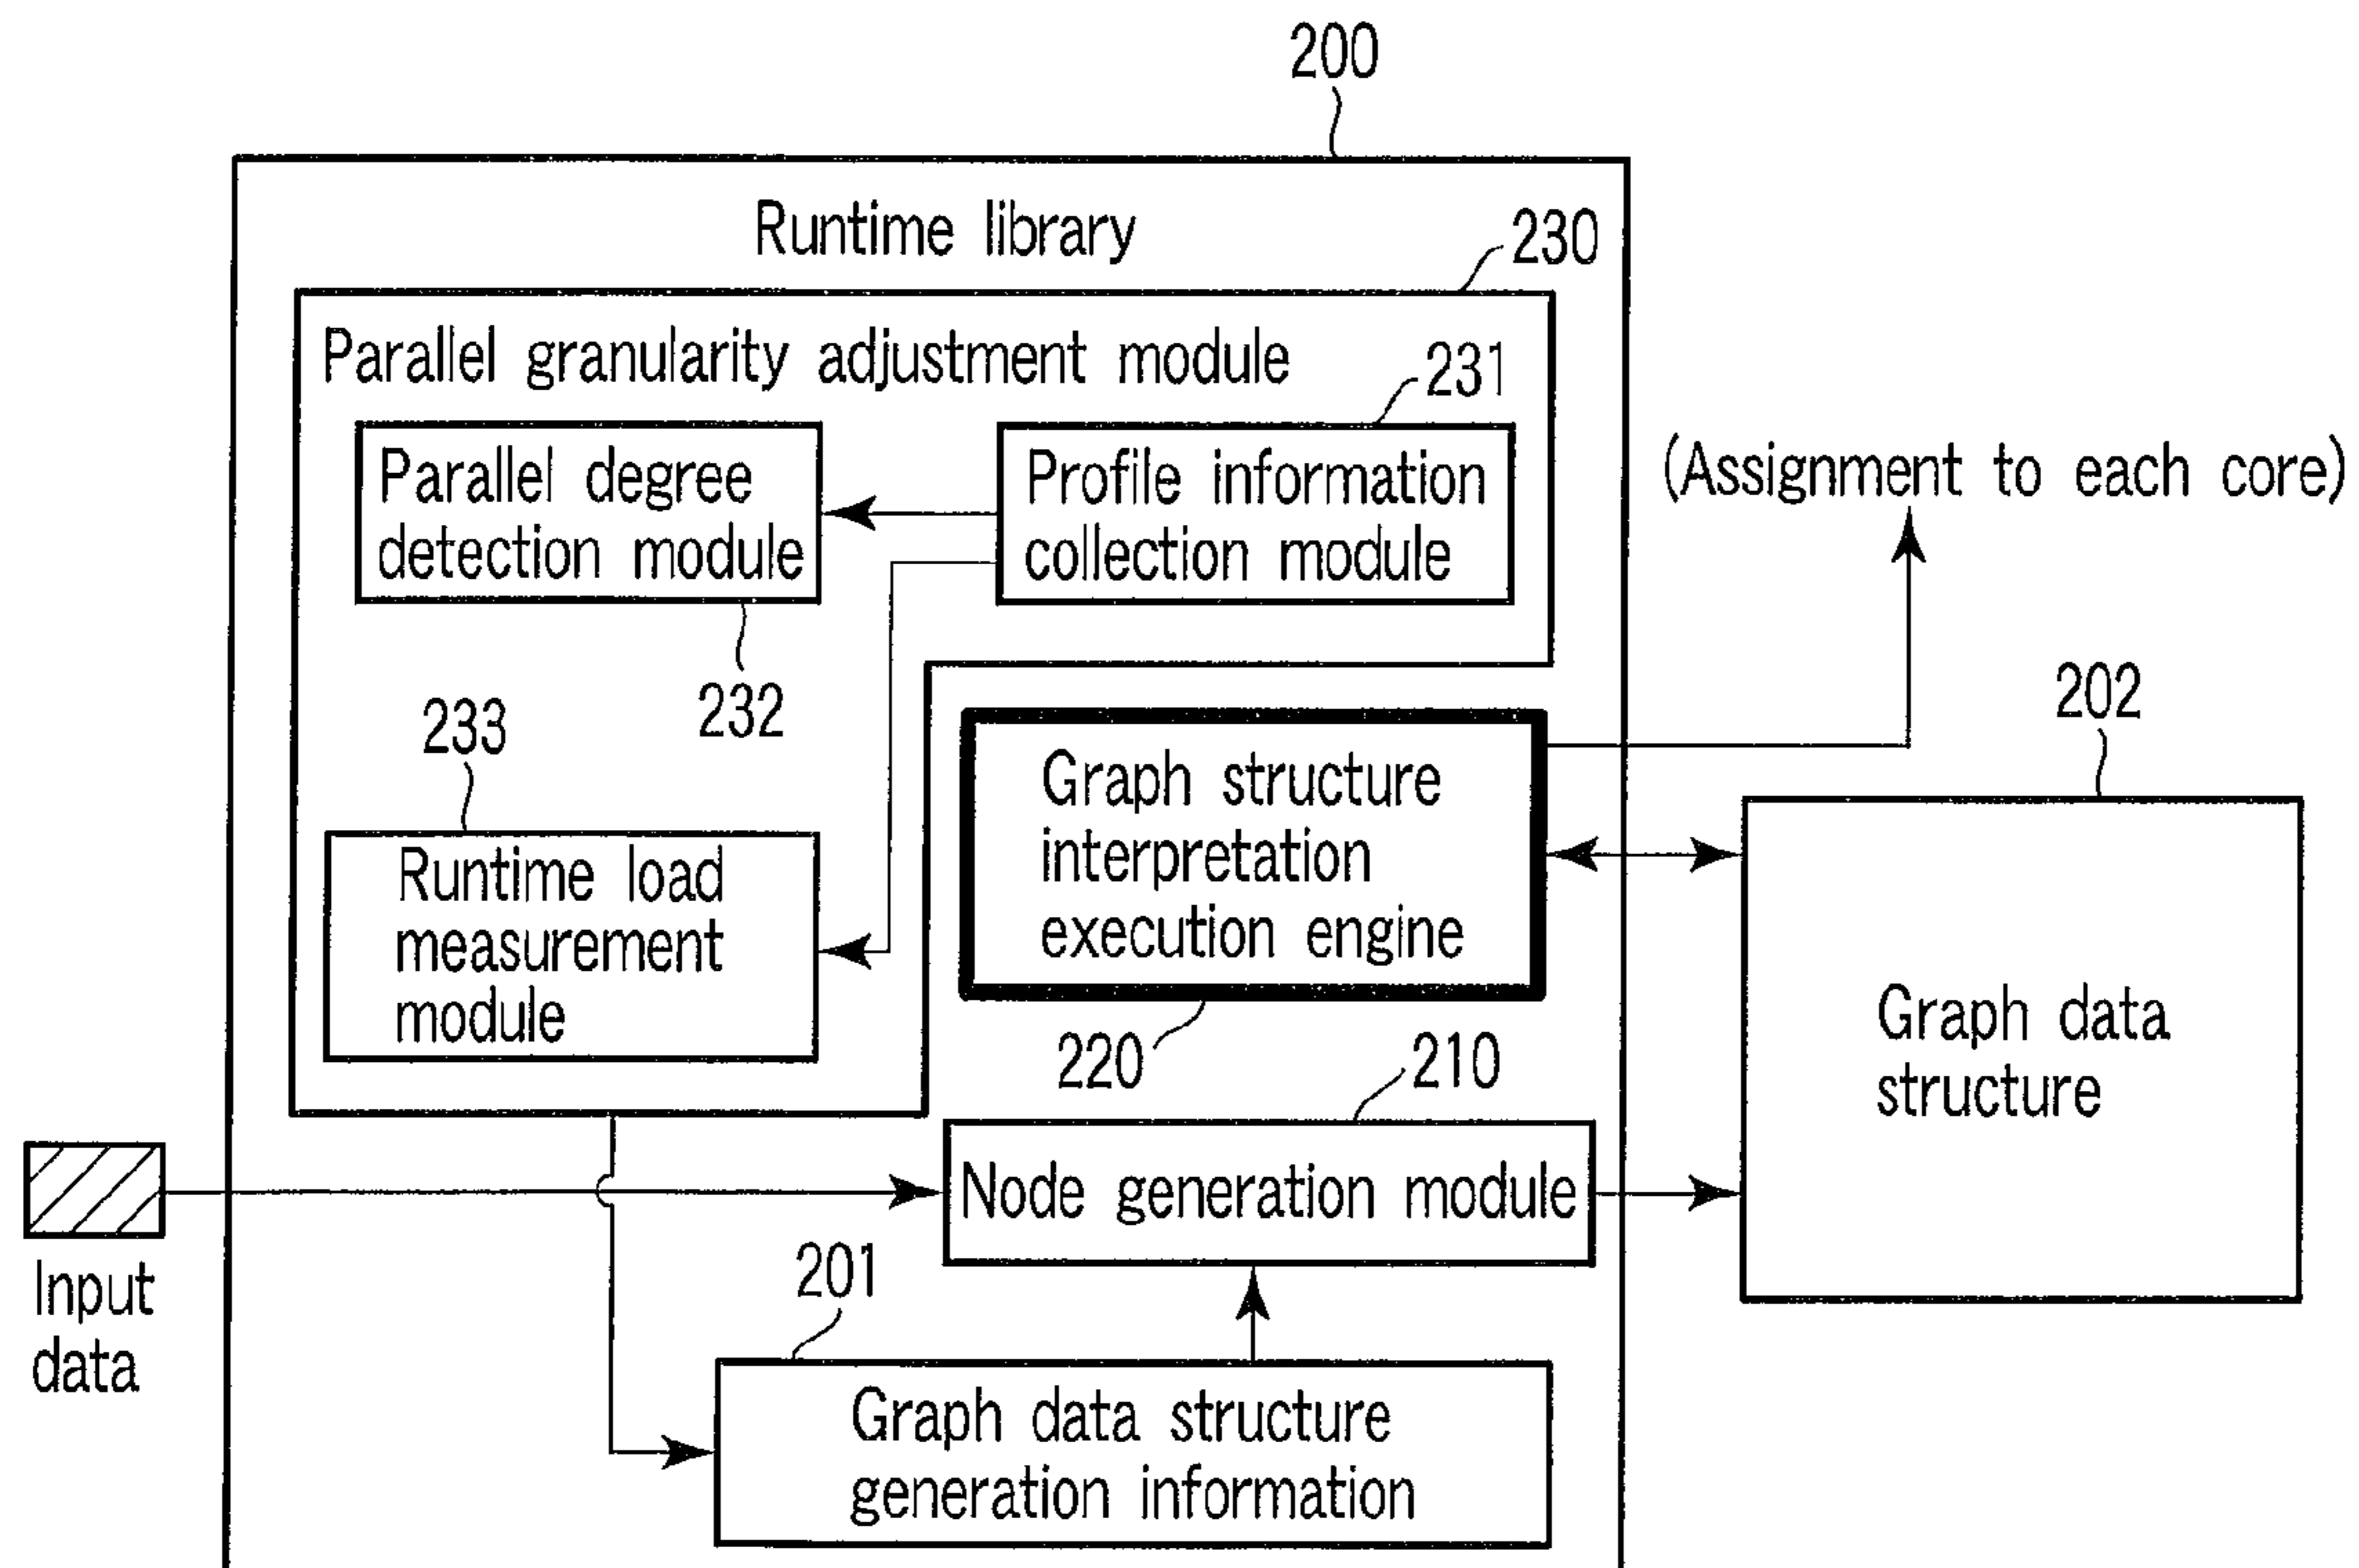 200
Runtime library
230
Parallel granularity adjustment module
231
Parallel degree
detection module
Profile information
collection module
(Assignment to each core)
232
233
202
Runtime load
measurement
module
Graph structure
interpretation
execution engine
Graph data
structure
220
210
Node generation module
Input
data
201
Graph data structure
generation information